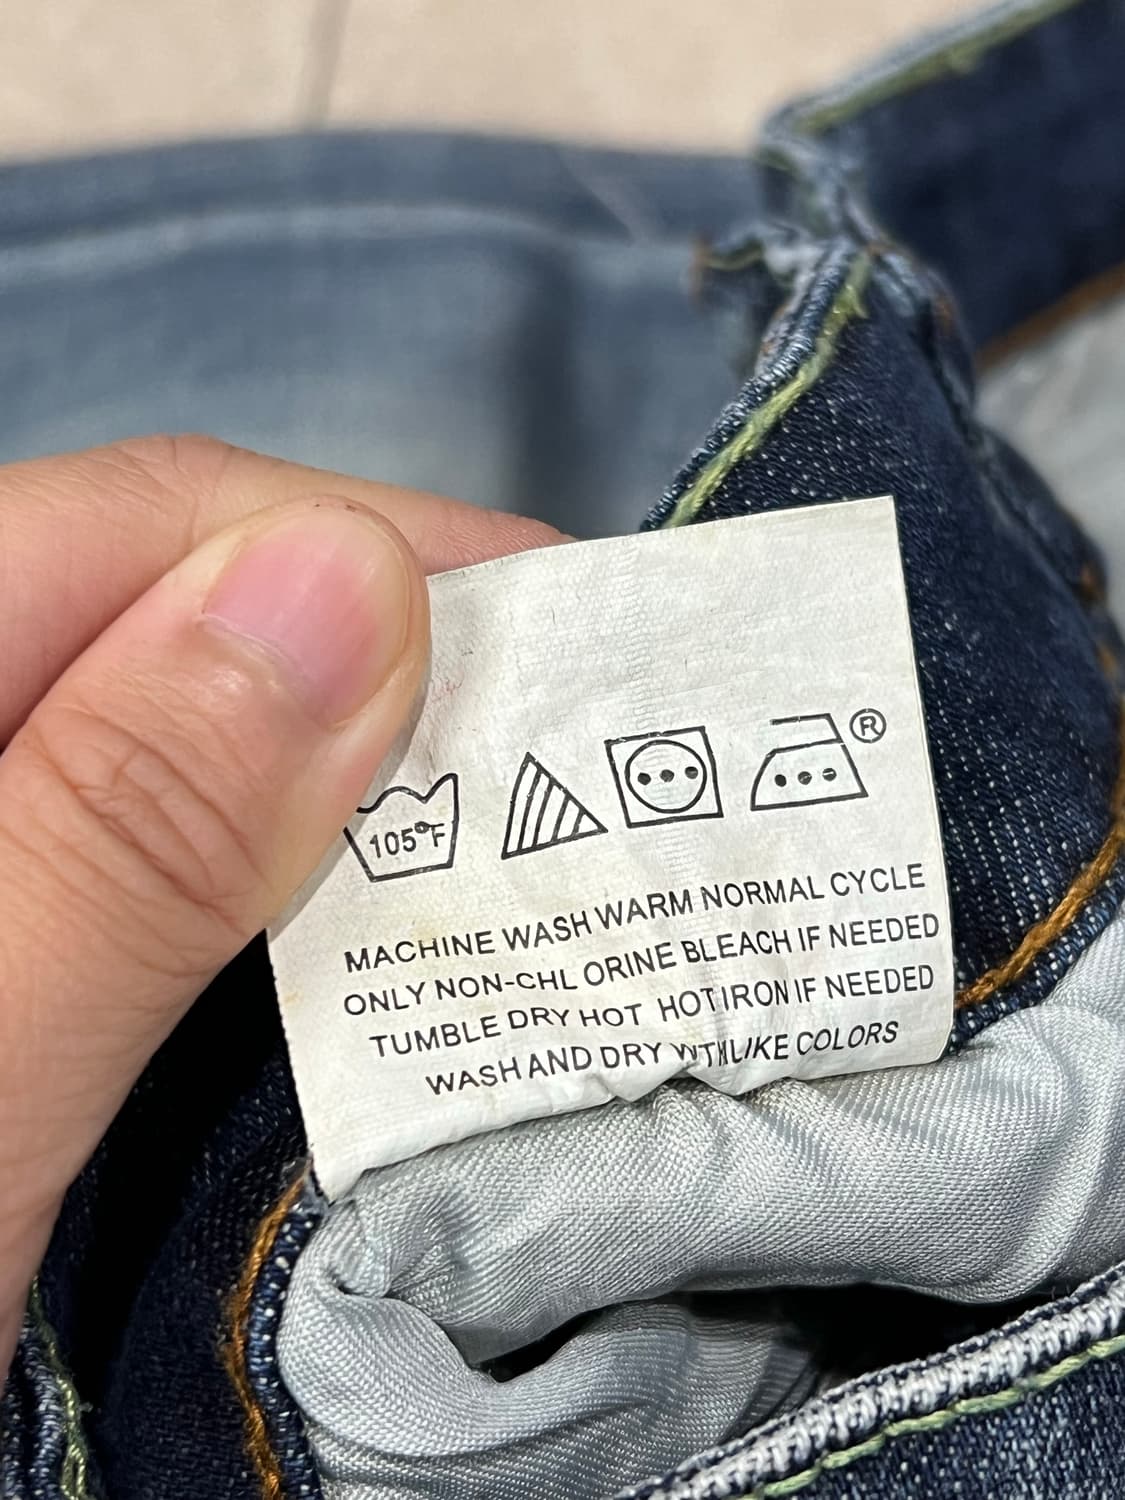 ®
105°F
MACHINE WASH WARM NORMAL CYCLE
ONLY NON-CHL ORINE BLEACH IF NEEDED
TUMBLE DRY HOT HOT IRON IF NEEDED
WASH AND DRY WTHLIKE COLORS